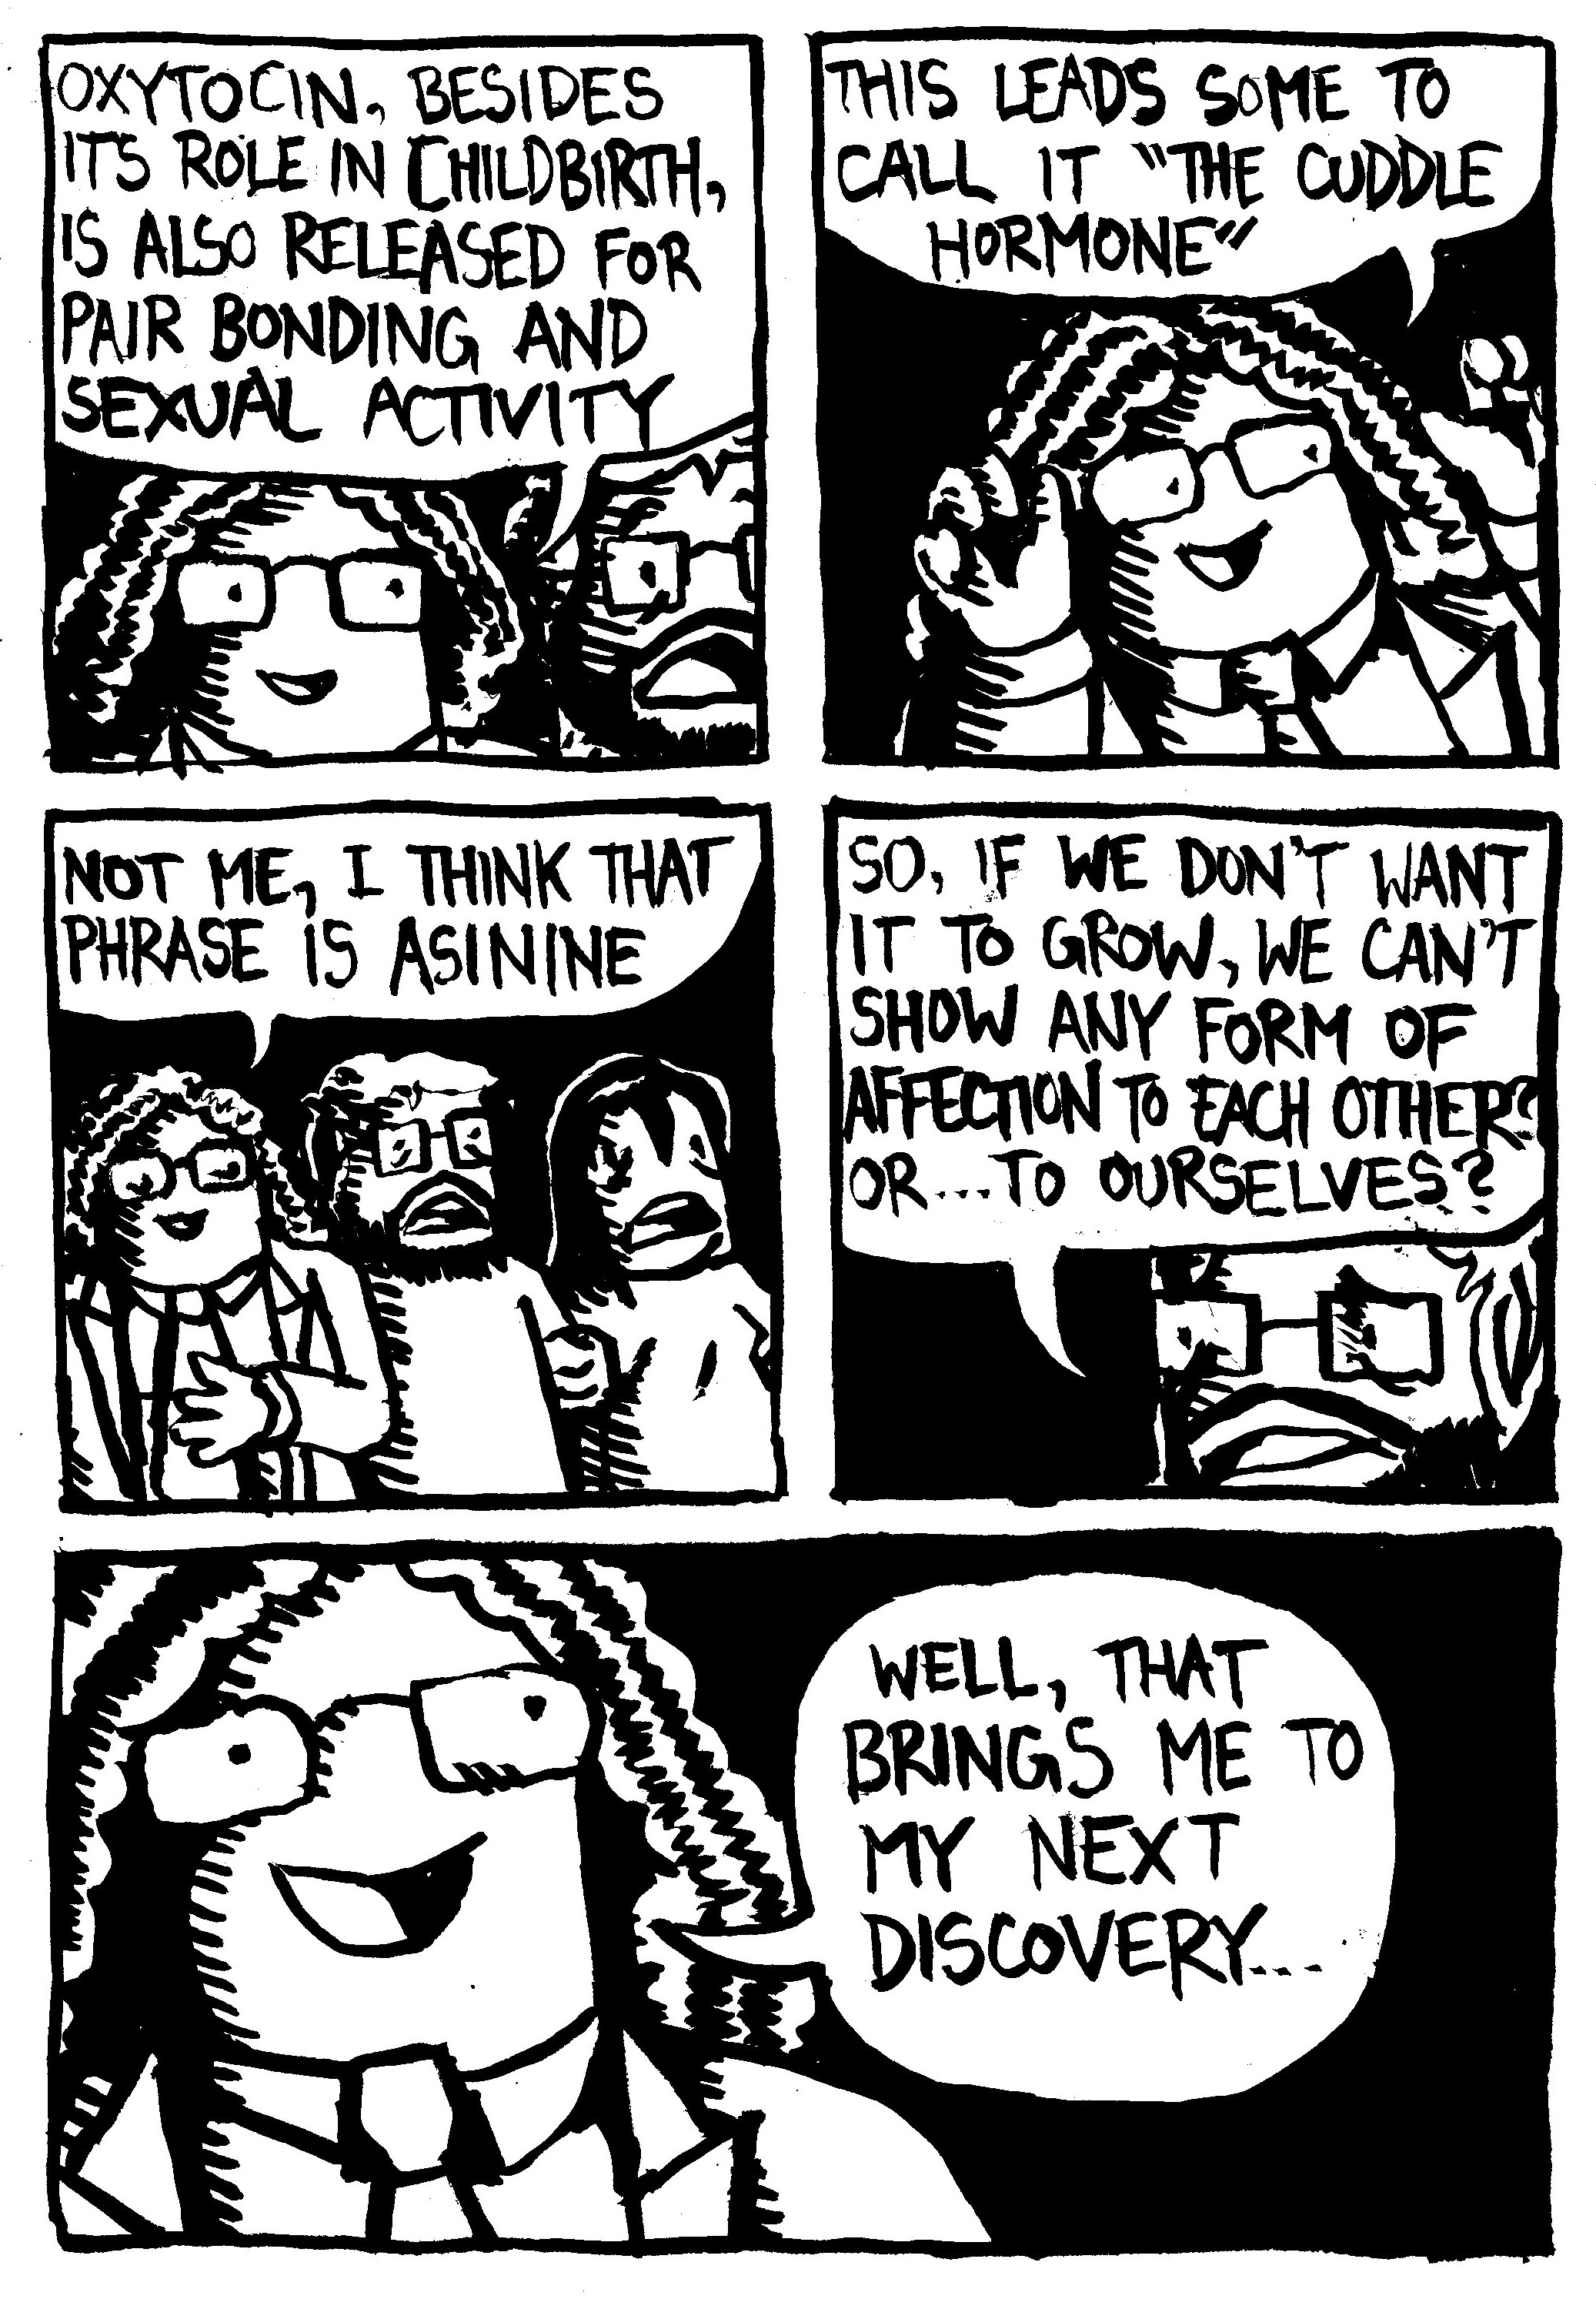 OXYTOCIN, BESIDES
ITS ROLE IN CHILDBIRTH,
IS ALSO RELEASED FOR
PAIR BONDING AND
SEXUAL ACTIVITY
THIS LEADS SOME TO
CALL IT "THE CUDDLE
HORMONE"
NOT ME, I THINK THAT
PHRASE IS ASININE
SO, IF WE DON'T WANT
IT TO GROW, WE CAN'T
SHOW ANY FORM OF
AFFECTION TO EACH OTHER?
OR...TO OURSELVES?
WELL, THAT
BRINGS ME TO
MY NEXT
DISCOVERY...